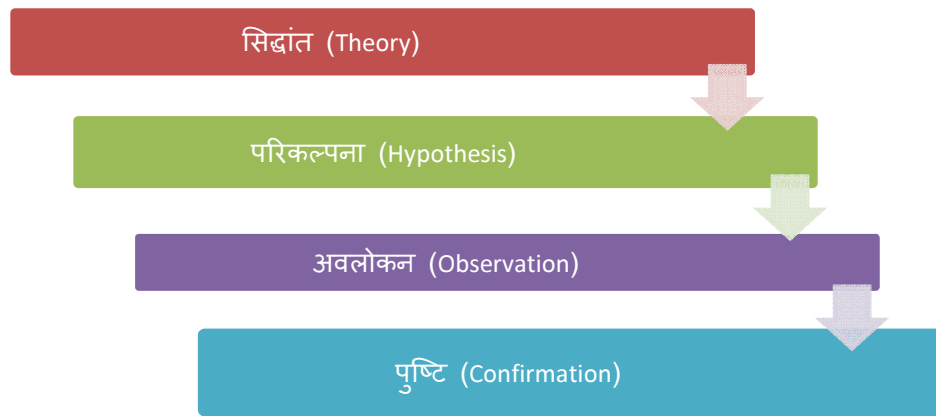 सिद्धांत (Theory)
परिकल्पना (Hypothesis)
अवलोकन (Observation)
पुष्टि (Confirmation)